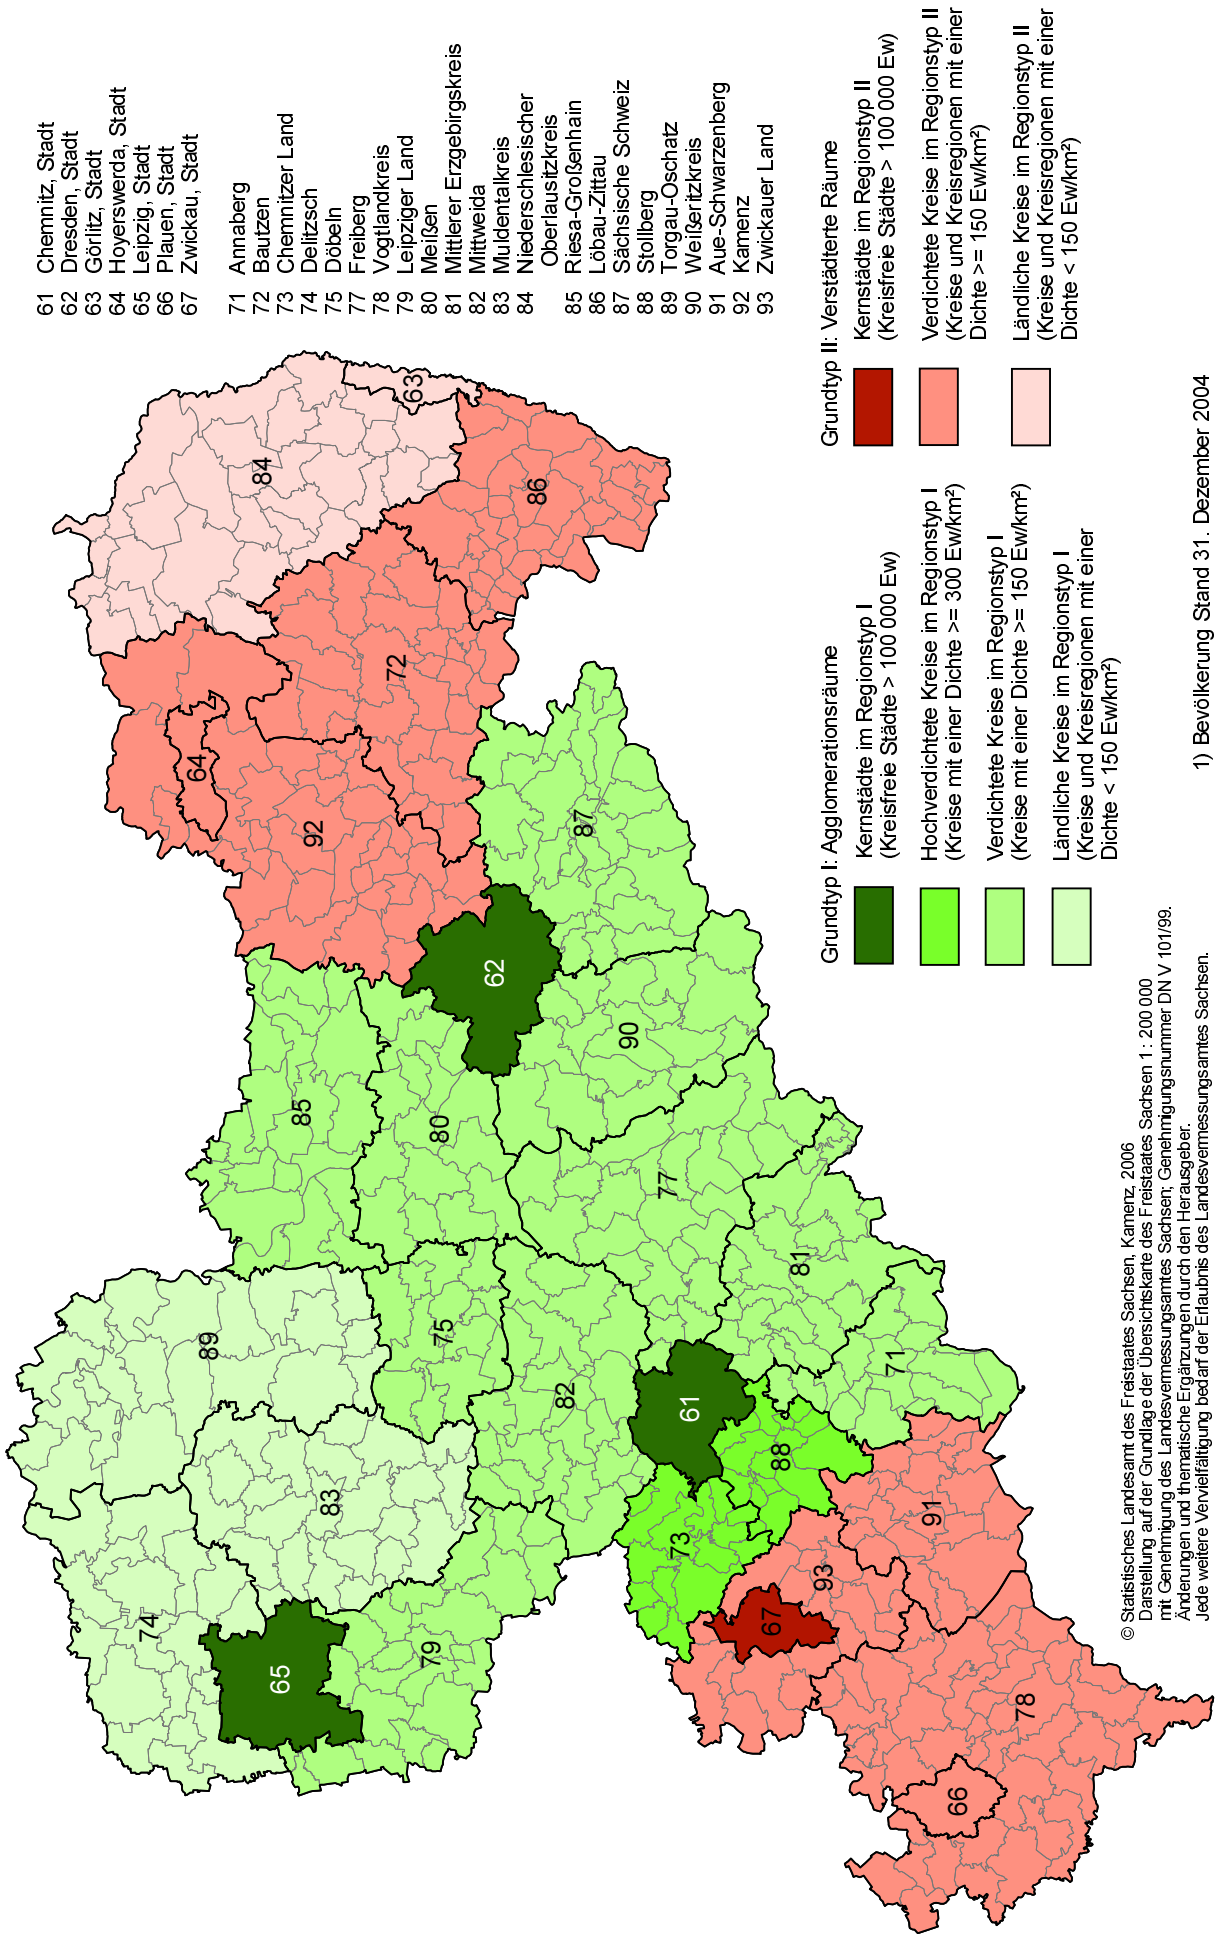 61 Chemnitz, Stadt
62 Dresden, Stadt
63 Görlitz, Stadt
64 Hoyerswerda, Stadt
65 Leipzig, Stadt
66 Plauen, Stadt
67 Zwickau, Stadt
71 Annaberg
72 Bautzen
73 Chemnitzer Land
74 Delitzsch
75 Döbeln
77 Freiberg
78 Vogtlandkreis
79 Leipziger Land
80 Meißen
81 Mittlerer Erzgebirgskreis
82 Mittweida
83 Muldentalkreis
84 Niederschlesischer
Oberlausitzkreis
85 Riesa-Großenhain
86 Löbau-Zittau
87 Sächsische Schweiz
88 Stollberg
89 Torgau-Oschatz
90 Weißeritzkreis
91 Aue-Schwarzenberg
92 Kamenz
93 Zwickauer Land
74
89
65
83
85
84
64
92
72
63
79
75
80
62
86
82
73
61
77
90
87
67
88
81
93
91
71
66
78
Grundtyp I: Agglomerationsräume
Kernstädte im Regionstyp I
(Kreisfreie Städte > 100 000 Ew)
Hochverdichtete Kreise im Regionstyp I
(Kreise mit einer Dichte >= 300 Ew/km²)
Verdichtete Kreise im Regionstyp I
(Kreise mit einer Dichte >= 150 Ew/km²)
Ländliche Kreise im Regionstyp I
(Kreise und Kreisregionen mit einer
Dichte < 150 Ew/km²)
Grundtyp II: Verstädterte Räume
Kernstädte im Regionstyp II
(Kreisfreie Städte > 100 000 Ew)
Verdichtete Kreise im Regionstyp II
(Kreise und Kreisregionen mit einer
Dichte >= 150 Ew/km²)
Ländliche Kreise im Regionstyp II
(Kreise und Kreisregionen mit einer
Dichte < 150 Ew/km²)
© Statistisches Landesamt des Freistaates Sachsen, Kamenz, 2006
Darstellung auf der Grundlage der Übersichtskarte des Freistaates Sachsen 1 : 200 000
mit Genehmigung des Landesvermessungsamtes Sachsen; Genehmigungsnummer DN V 101/99.
Änderungen und thematische Ergänzungen durch den Herausgeber.
Jede weitere Vervielfältigung bedarf der Erlaubnis des Landesvermessungsamtes Sachsen.
1) Bevölkerung Stand 31. Dezember 2004